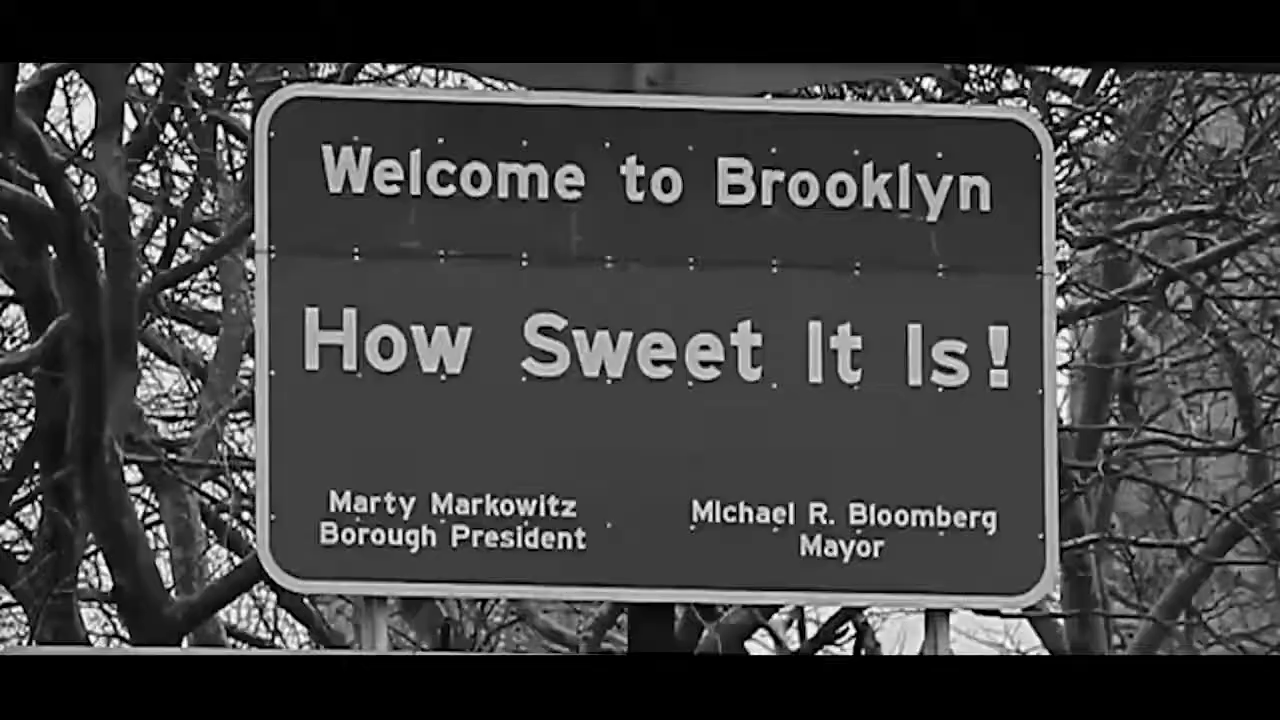 Welcome to Brooklyn
How Sweet It Is!
Marty Markowitz
Borough President
Michael R. Bloomberg
Mayor